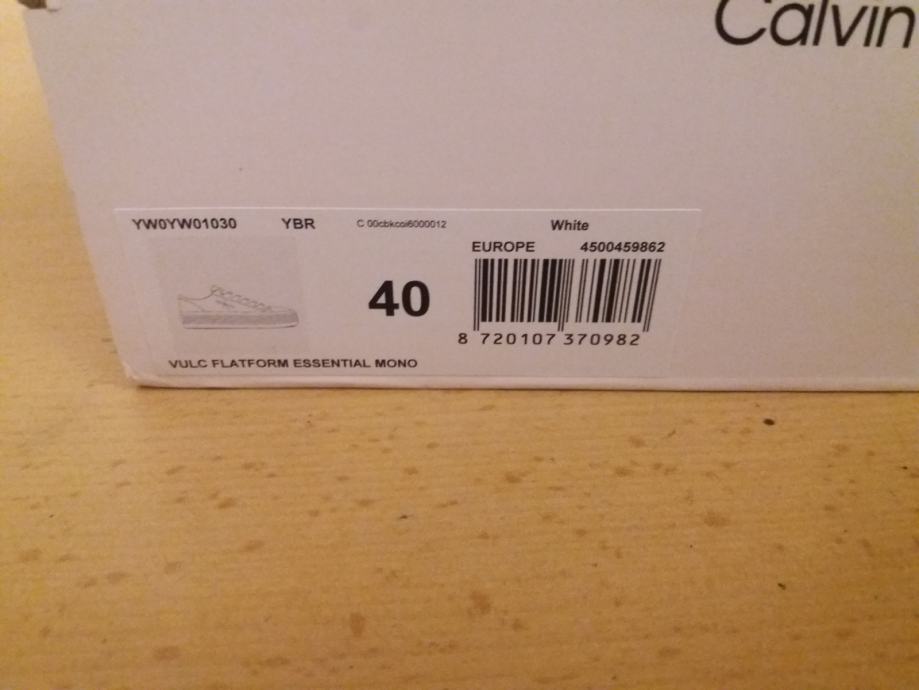 Calvin
YW0YW01030 YBR C 00cbkcoi6000012 White
EUROPE 4500459862
40
8 720107 370982
VULC FLATFORM ESSENTIAL MONO